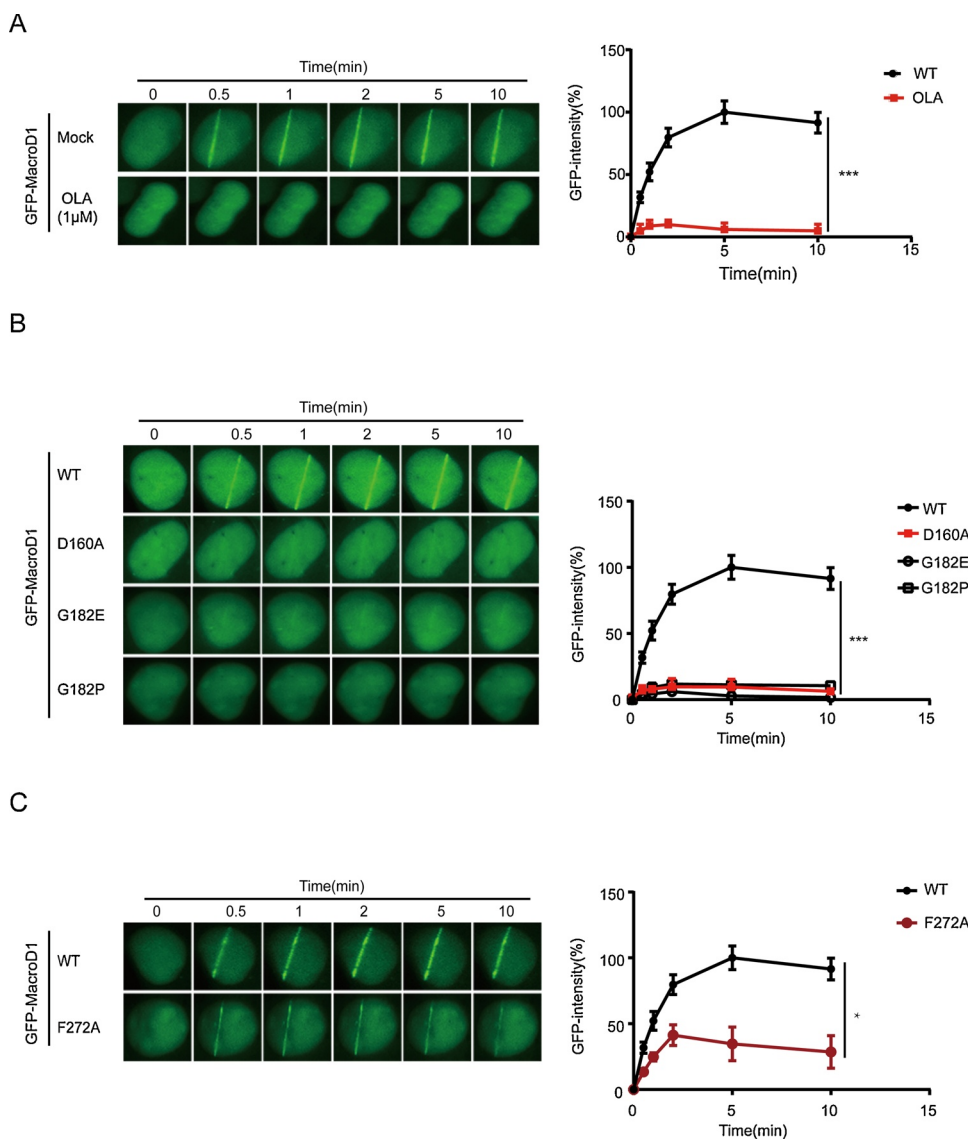 A
Time(min)
0 0.5 1 2 5 10
GFP-MacroD1
Mock
OLA
(1μM)
GFP-intensity(%)
150
100
50
0
0 5 10 15
Time(min)
WT
OLA
***
B
Time(min)
0 0.5 1 2 5 10
GFP-MacroD1
WT
D160A
G182E
G182P
GFP-intensity(%)
150
100
50
0
0 5 10 15
Time(min)
WT
D160A
G182E
G182P
***
C
Time(min)
0 0.5 1 2 5 10
GFP-MacroD1
WT
F272A
GFP-intensity(%)
150
100
50
0
0 5 10 15
Time(min)
WT
F272A
*